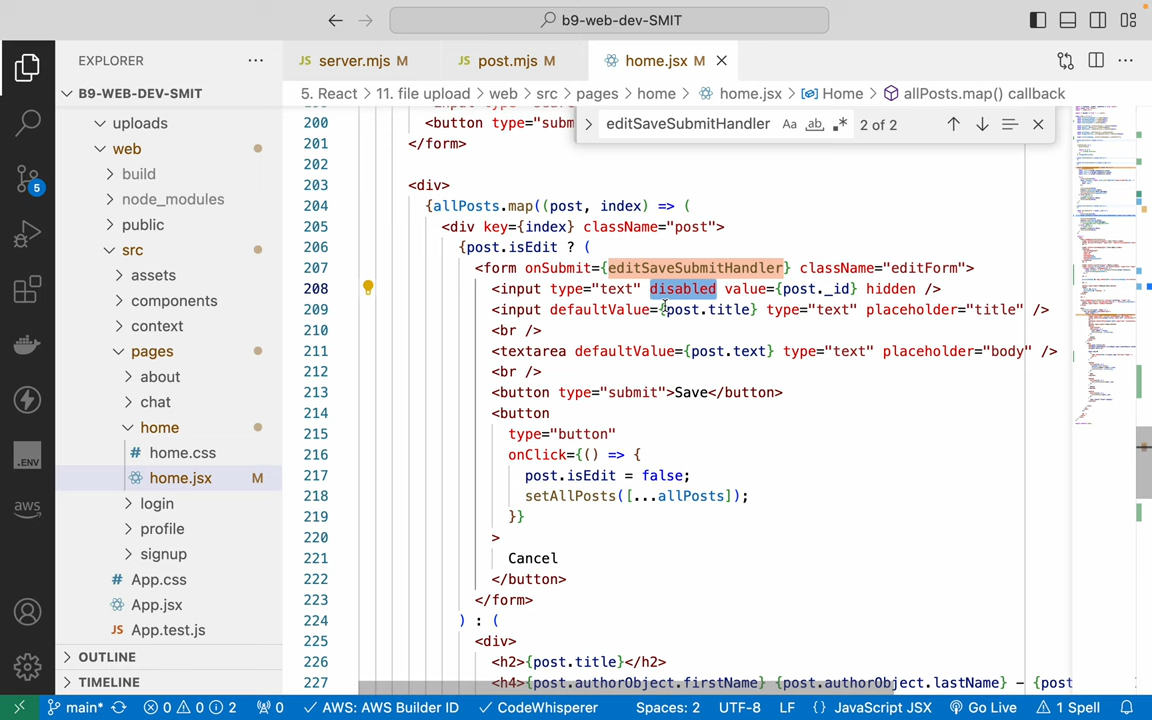 b9-web-dev-SMIT
EXPLORER
B9-WEB-DEV-SMIT
uploads
web
build
node_modules
public
src
assets
components
context
pages
about
chat
home
# home.css
home.jsx M
login
profile
signup
# App.css
App.jsx
JS App.test.js
OUTLINE
TIMELINE
5
.ENV
aws
JS server.mjs M
JS post.mjs M
home.jsx M
5. React > 11. file upload > web > src > pages > home > home.jsx > Home > allPosts.map() callback
editSaveSubmitHandler Aa ab 2 of 2
200 <button type="subm
201 </form>
202
203 <div>
204 {allPosts.map((post, index) => (
205 <div key={index} className="post">
206 {post.isEdit ? (
207 <form onSubmit={editSaveSubmitHandler} className="editForm">
208 <input type="text" disabled value={post._id} hidden />
209 <input defaultValue={post.title} type="text" placeholder="title" />
210 <br />
211 <textarea defaultValue={post.text} type="text" placeholder="body" />
212 <br />
213 <button type="submit">Save</button>
214 <button
215 type="button"
216 onClick={() => {
217 post.isEdit = false;
218 setAllPosts([...allPosts]);
219 }}
220 >
221 Cancel
222 </button>
223 </form>
224 ) : (
225 <div>
226 <h2>{post.title}</h2>
227 <h4>{post.authorObject.firstName} {post.authorObject.lastName} - {post
main* 0 0 2 0 AWS: AWS Builder ID CodeWhisperer Spaces: 2 UTF-8 LF {} JavaScript JSX Go Live 1 Spell